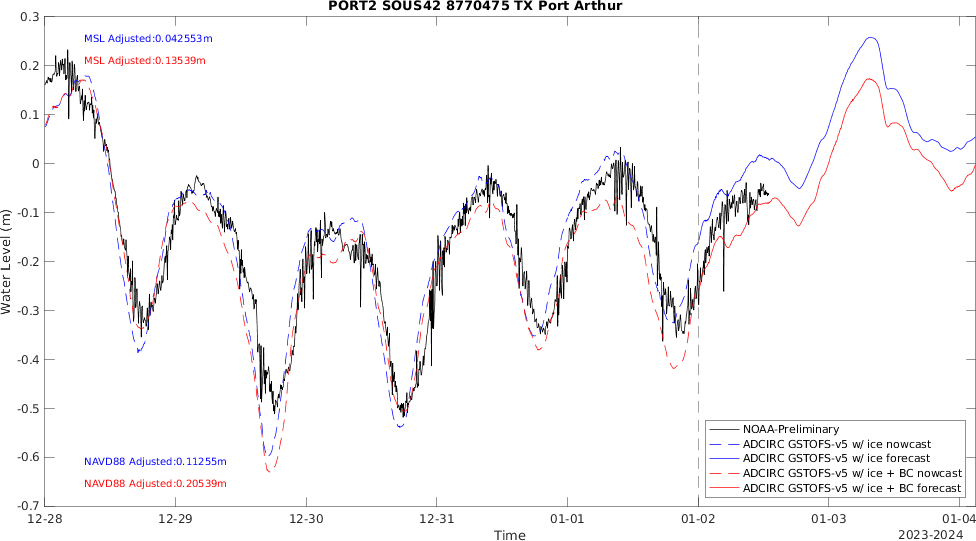 PORT2 SOUS42 8770475 TX Port Arthur
0.3
0.2
0.1
0
-0.1
-0.2
-0.3
-0.4
-0.5
-0.6
-0.7
Water Level (m)
MSL Adjusted:0.042553m
MSL Adjusted:0.13539m
NAVD88 Adjusted:0.11255m
NAVD88 Adjusted:0.20539m
NOAA-Preliminary
ADCIRC GSTOFS-v5 w/ ice nowcast
ADCIRC GSTOFS-v5 w/ ice forecast
ADCIRC GSTOFS-v5 w/ ice + BC nowcast
ADCIRC GSTOFS-v5 w/ ice + BC forecast
12-28 12-29 12-30 12-31 01-01 01-02 01-03 01-04
Time
2023-2024